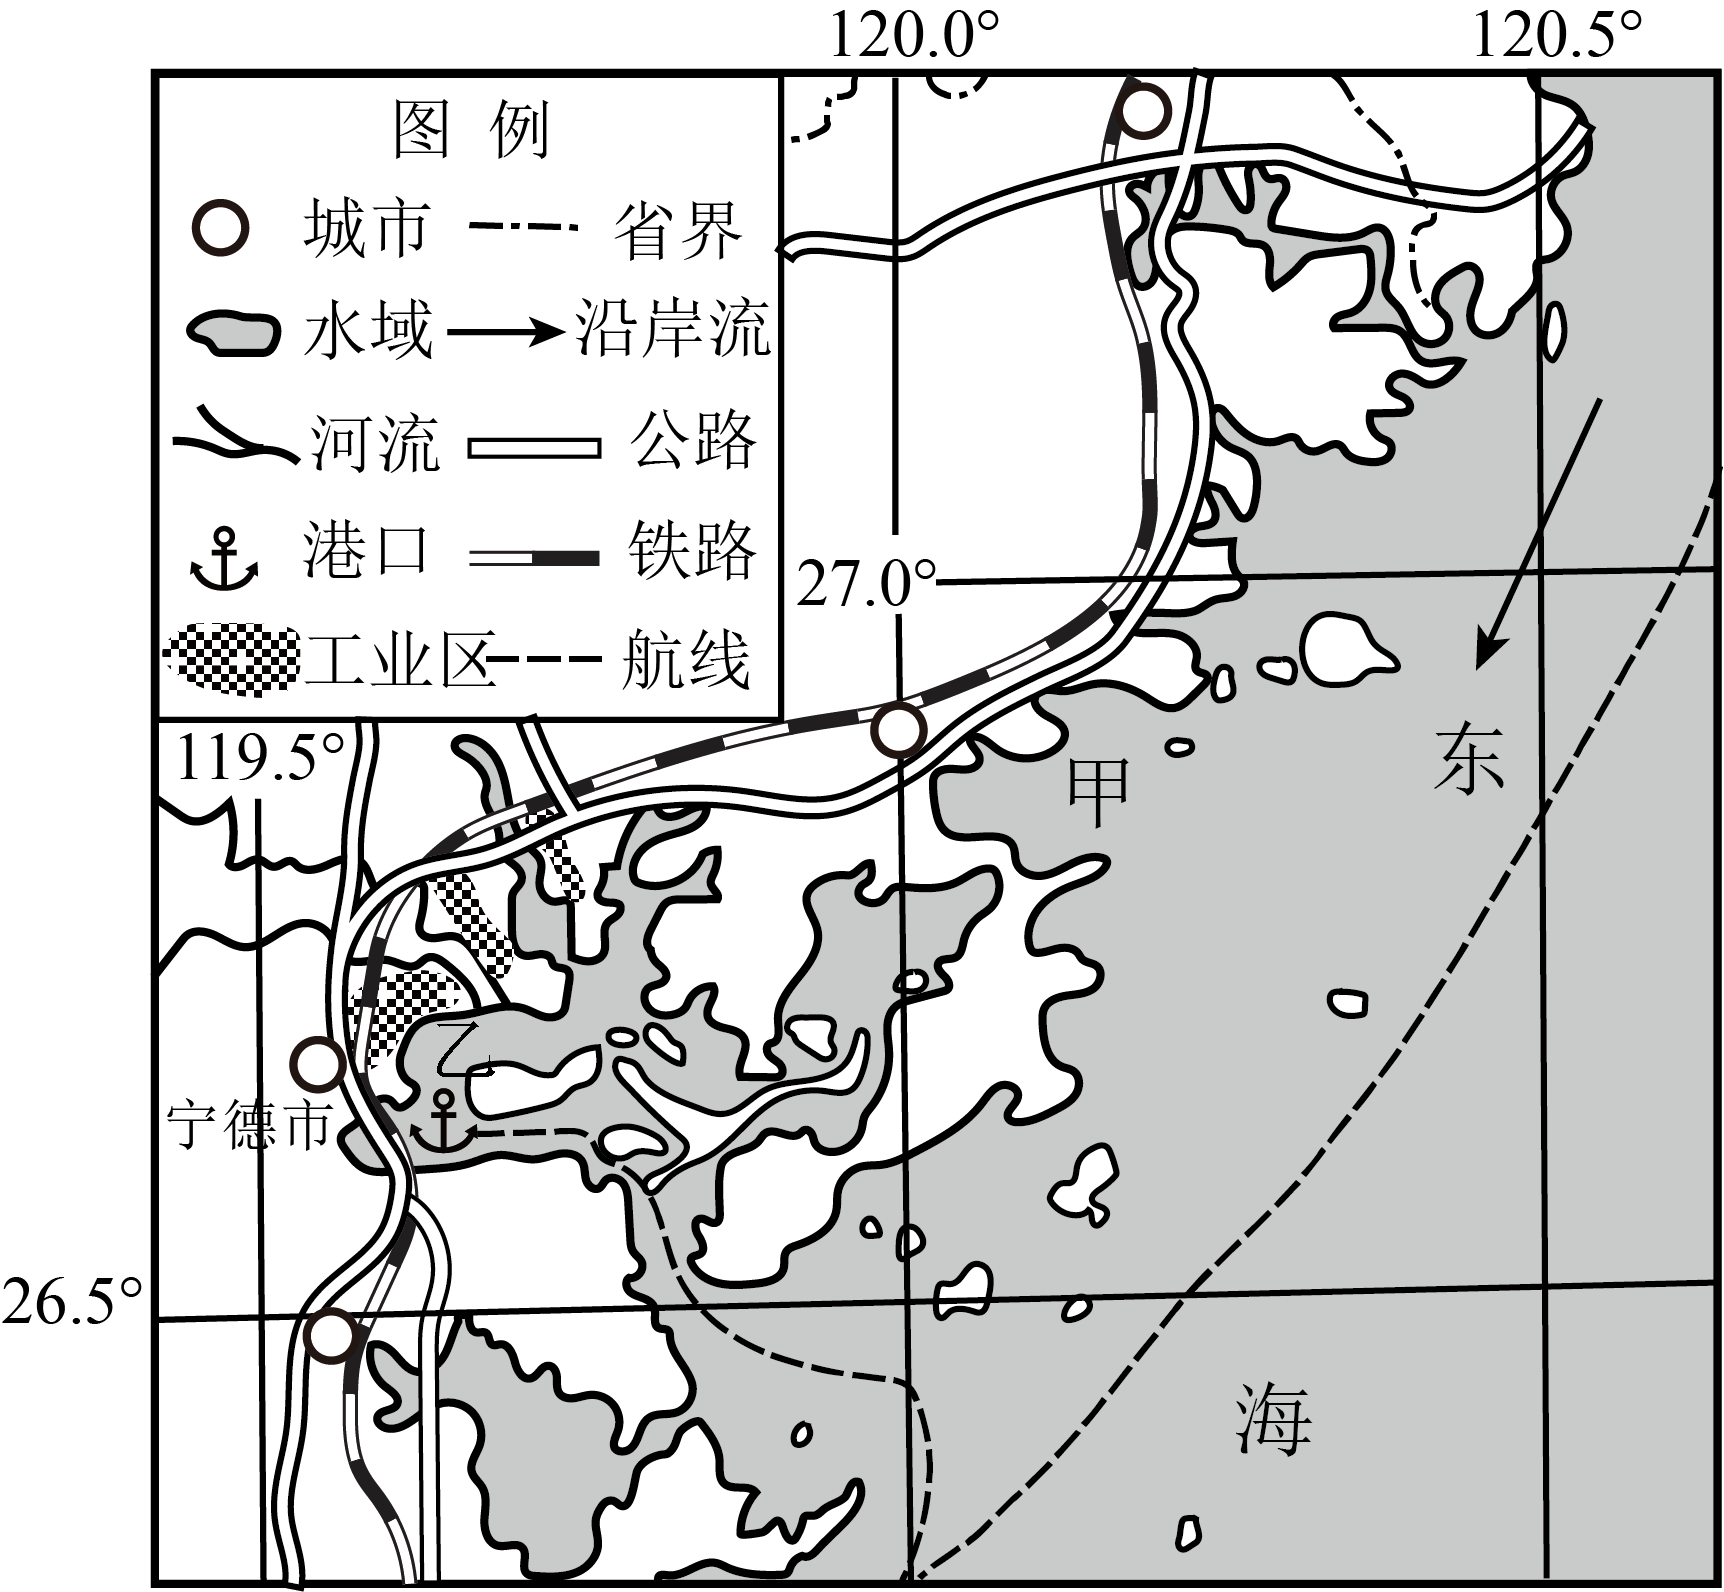 120.0°
120.5°
图 例
城市
省界
水域
沿岸流
河流
公路
港口
铁路
工业区
航线
27.0°
119.5°
甲
东
乙
宁德市
26.5°
海